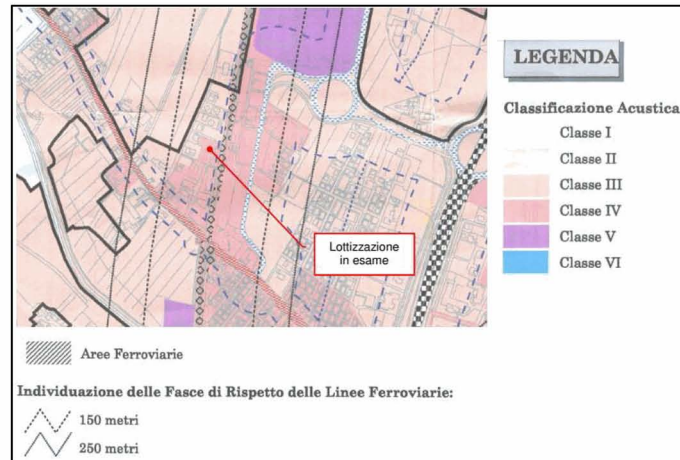 LEGENDA
Classificazione Acustica
Classe I
Classe II
Classe III
Classe IV
Classe V
Classe VI
Lottizzazione
in esame
Aree Ferroviarie
Individuazione delle Fasce di Rispetto delle Linee Ferroviarie:
150 metri
250 metri